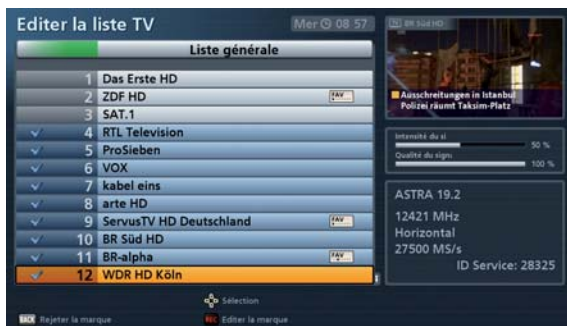 Editer la liste TV
Mer 08 57
Liste générale
1 Das Erste HD
2 ZDF HD FAV
3 SAT.1
4 RTL Television
5 ProSieben
6 VOX
7 kabel eins
8 arte HD
9 ServusTV HD Deutschland FAV
10 BR Süd HD
11 BR-alpha FAV
12 WDR HD Köln
Sélection
BACK Rejeter la marque
REC Editer la marque
BR Süd HD
Ausschreitungen in Istanbul
Polizei räumt Taksim-Platz
Intensité du si
50 %
Qualité du sign:
100 %
ASTRA 19.2
12421 MHz
Horizontal
27500 MS/s
ID Service: 28325